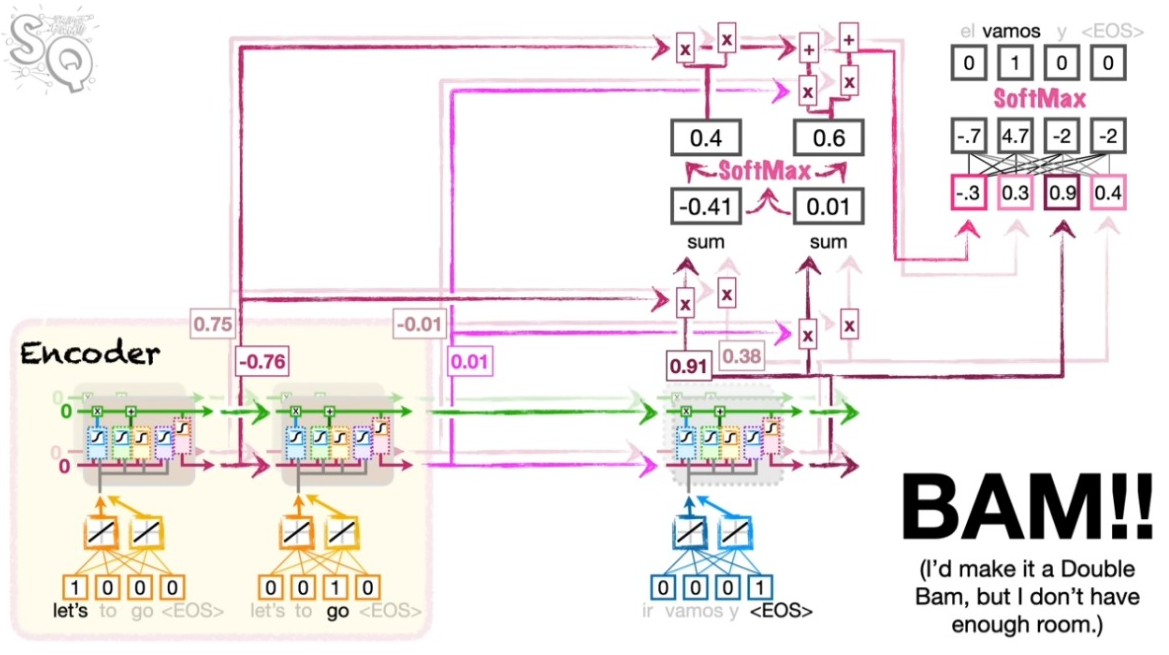 SQ
el vamos y <EOS>
0 1 0 0
SoftMax
-.7 4.7 -2 -2
-.3 0.3 0.9 0.4
x x + +
x x
0.4 0.6
SoftMax
-0.41 0.01
sum sum
x x
x x
0.75 -0.01
-0.76 0.01
0.91 0.38
Encoder
0
0
0
0
x + x + x +
1 0 0 0
let's to go <EOS>
0 0 1 0
let's to go <EOS>
0 0 0 1
ir vamos y <EOS>
BAM!!
(I'd make it a Double
Bam, but I don't have
enough room.)